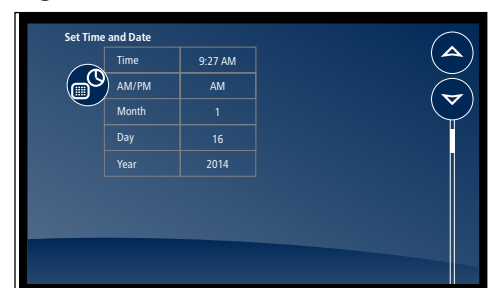 Set Time and Date
Time 9:27 AM
AM/PM AM
Month 1
Day 16
Year 2014